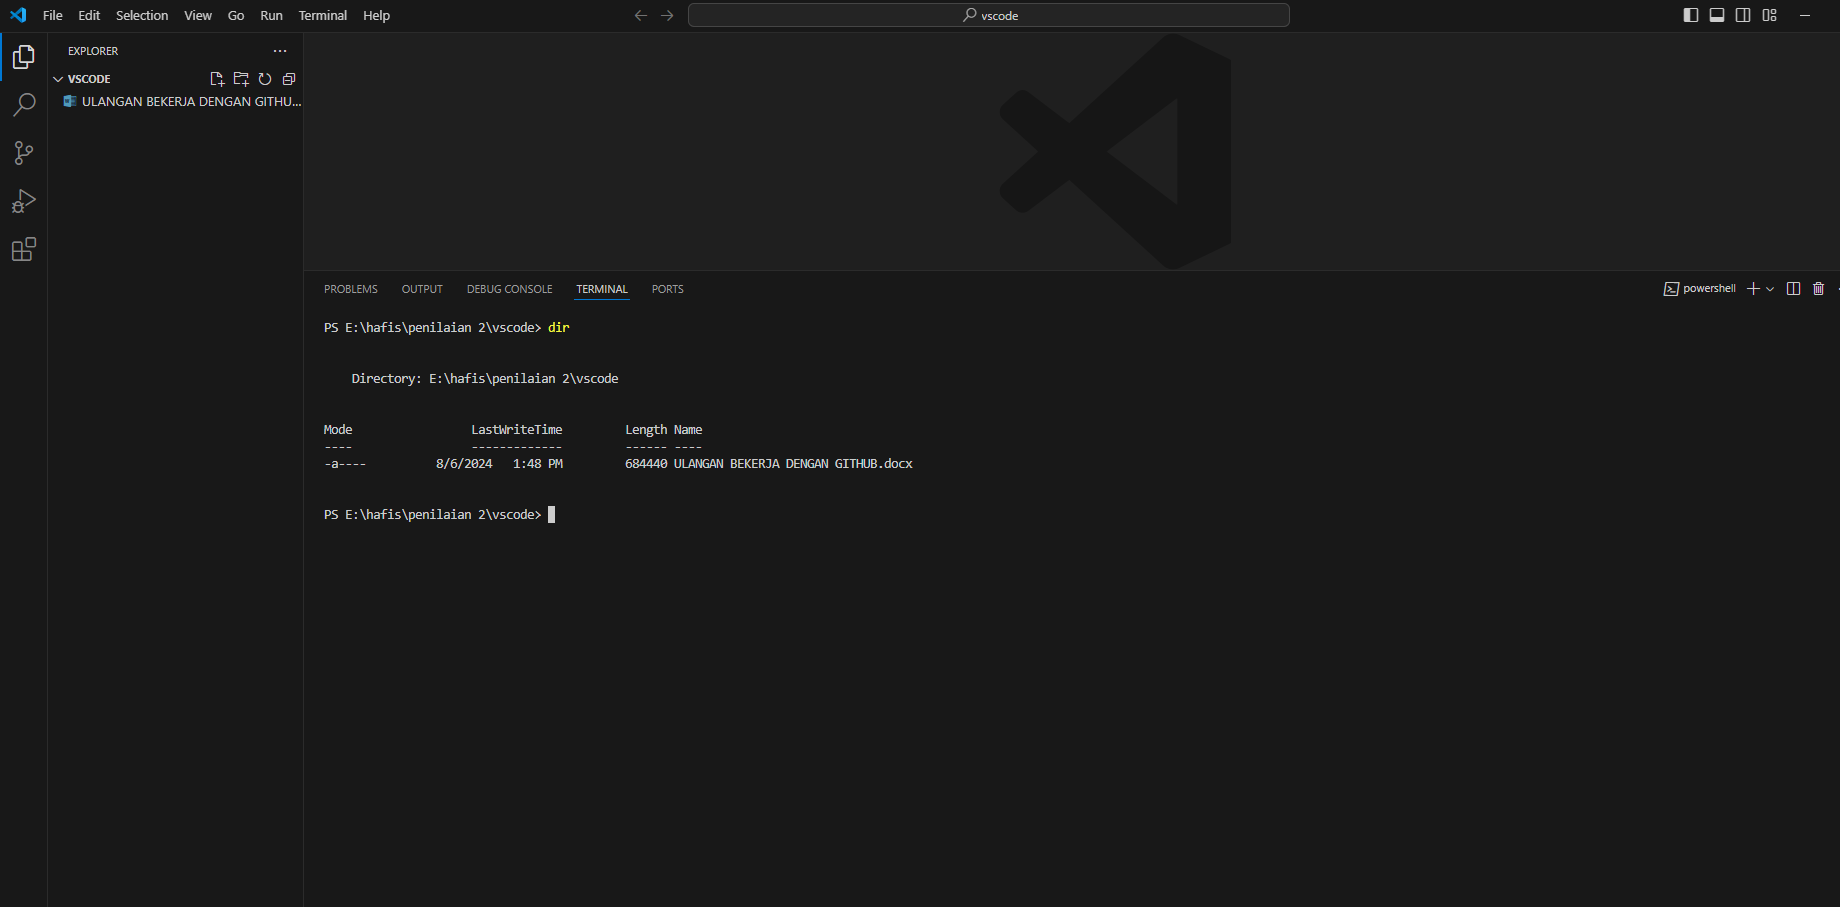 File Edit Selection View Go Run Terminal Help
vscode
EXPLORER
VSCODE
ULANGAN BEKERJA DENGAN GITHU...
PROBLEMS OUTPUT DEBUG CONSOLE TERMINAL PORTS
powershell
PS E:\hafis\penilaian 2\vscode> dir
Directory: E:\hafis\penilaian 2\vscode
Mode LastWriteTime Length Name
---- ------------- ------ ----
-a---- 8/6/2024 1:48 PM 684440 ULANGAN BEKERJA DENGAN GITHUB.docx
PS E:\hafis\penilaian 2\vscode>